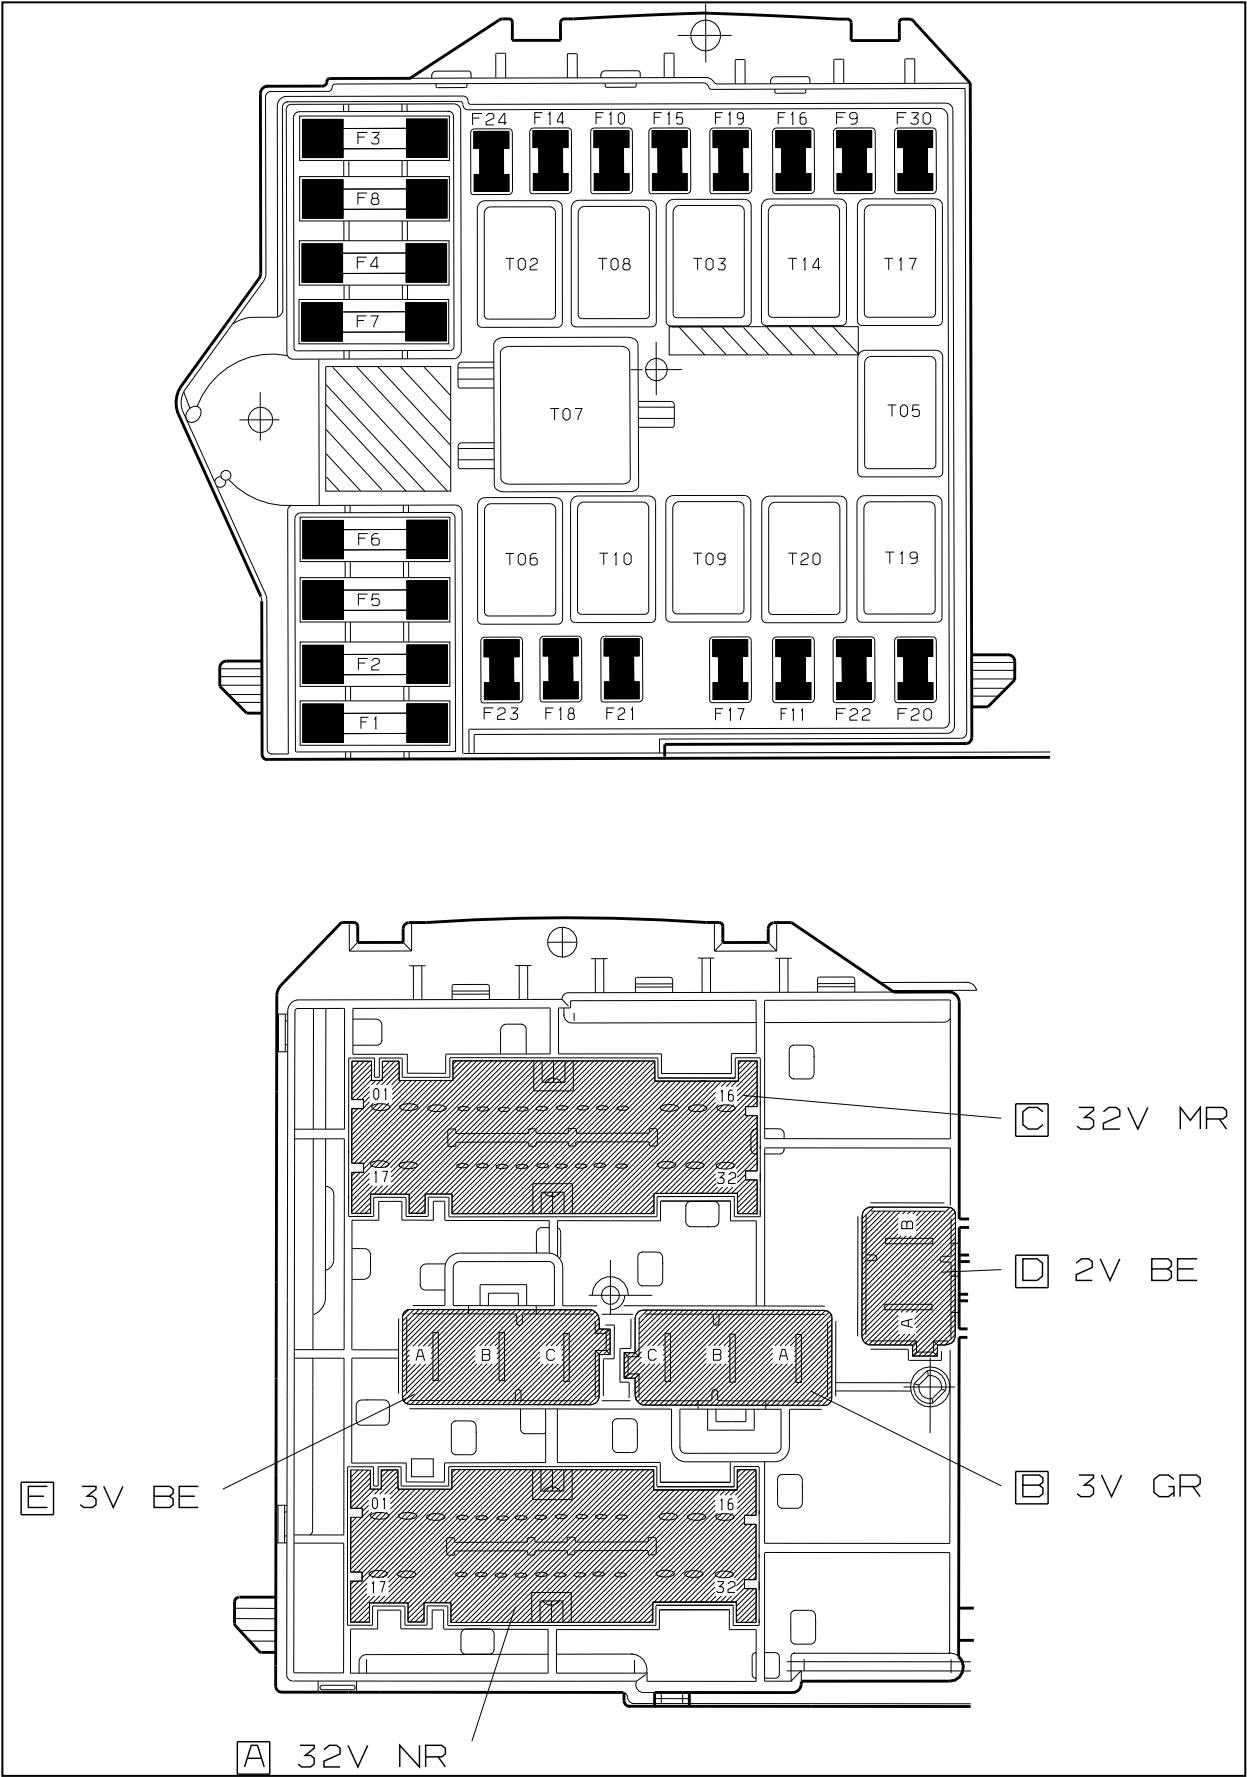 F24 F14 F10 F15 F19 F16 F9 F30
F3
F8
F4
F7
T02 T08 T03 T14 T17
T07
T05
F6
F5
F2
F1
T06 T10 T09 T20 T19
F23 F18 F21 F17 F11 F22 F20
01 16
17 32
C 32V MR
B
A
D 2V BE
A B C
C B A
E 3V BE
B 3V GR
01 16
17 32
A 32V NR